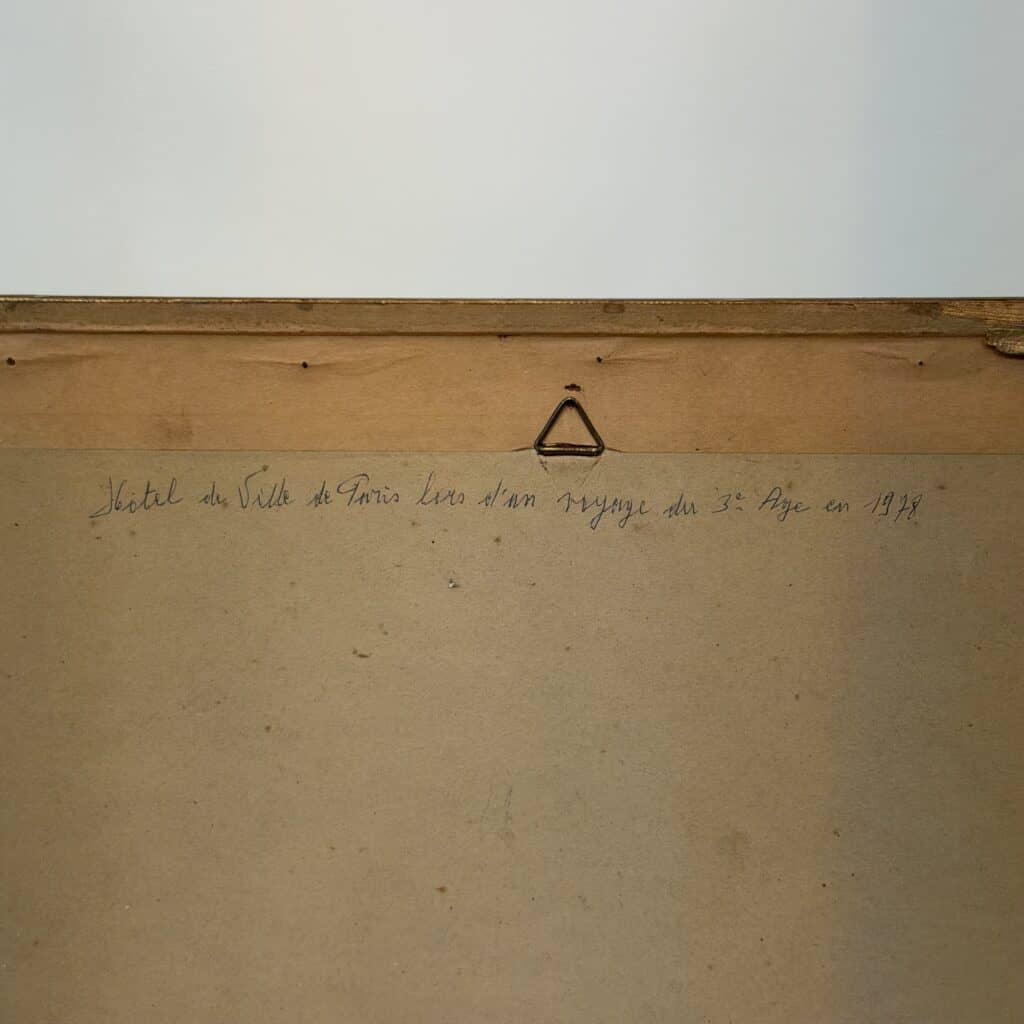 Hôtel de Ville de Paris lors d'un voyage du 3e Age en 1978